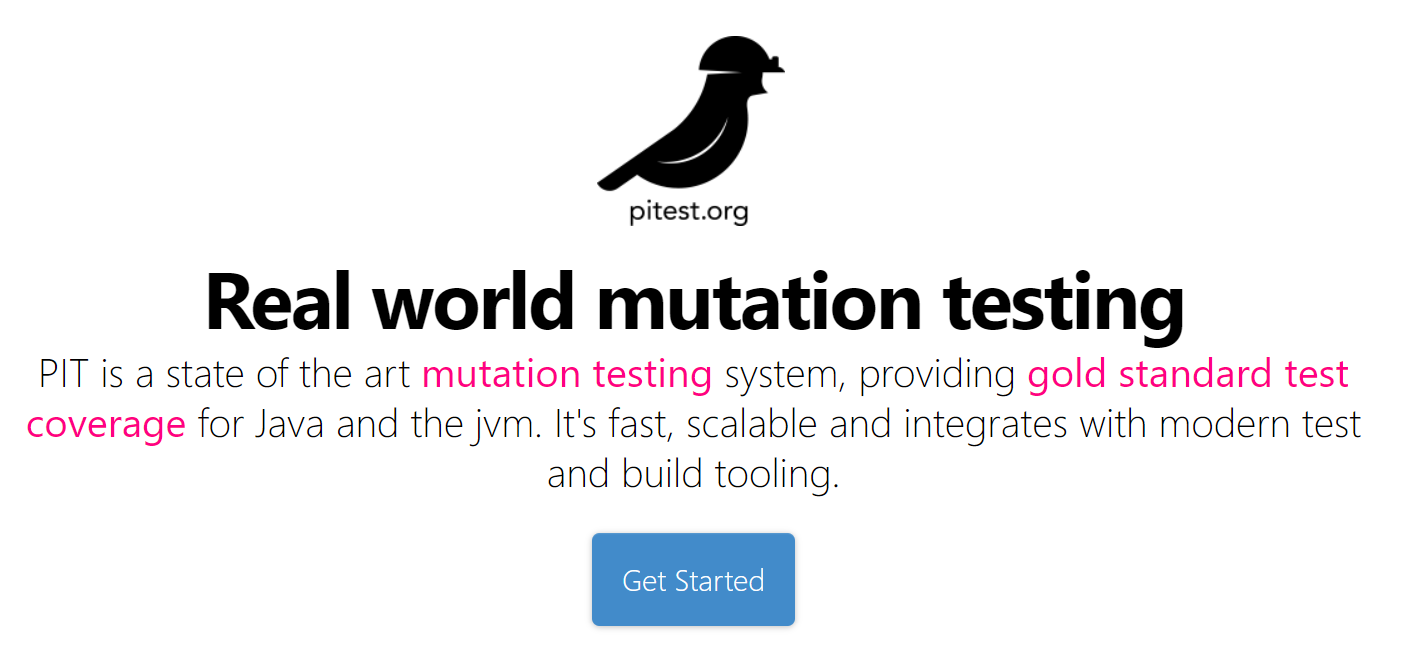 pitest.org
Real world mutation testing
PIT is a state of the art mutation testing system, providing gold standard test
coverage for Java and the jvm. It's fast, scalable and integrates with modern test
and build tooling.
Get Started